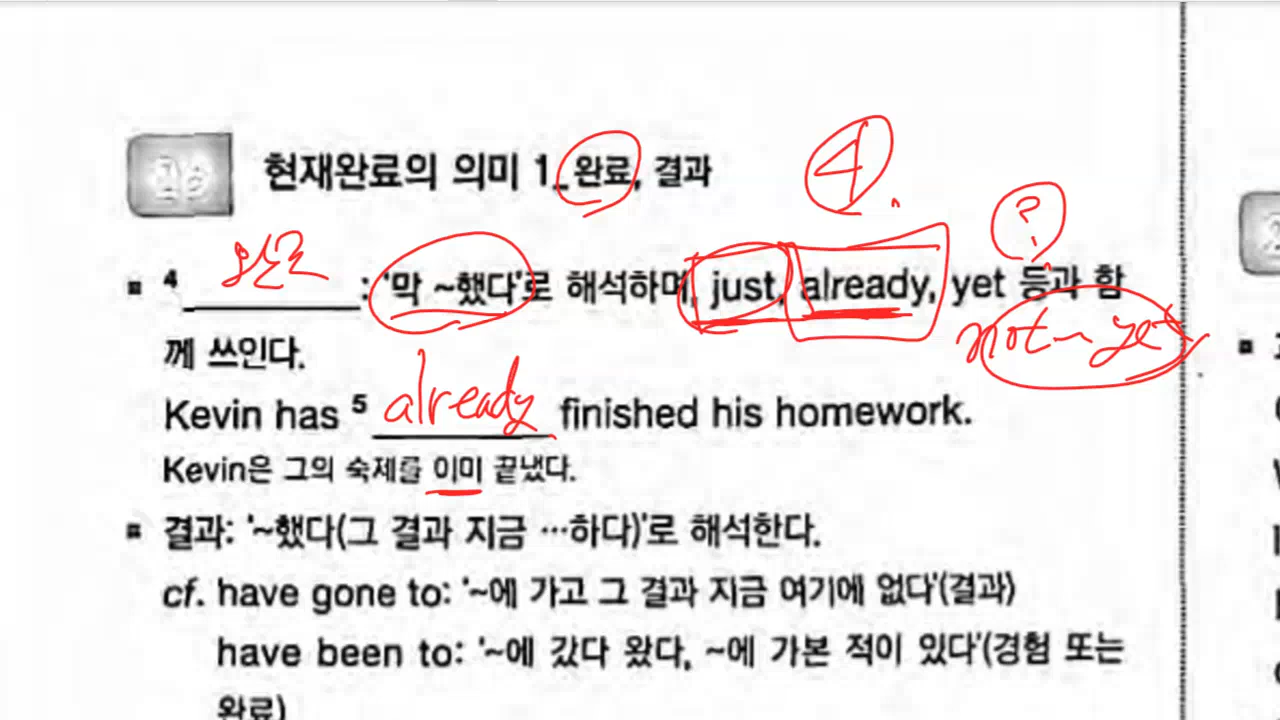 현재완료의 의미 1_완료, 결과
④
?
■ 4 완료 : '막 ~했다'로 해석하며, just, already, yet 등과 함
not ~ yet
께 쓰인다.
Kevin has 5 already finished his homework.
Kevin은 그의 숙제를 이미 끝냈다.
■ 결과: '~했다(그 결과 지금 …하다)'로 해석한다.
cf. have gone to: '~에 가고 그 결과 지금 여기에 없다'(결과)
have been to: '~에 갔다 왔다, ~에 가본 적이 있다'(경험 또는
완료)